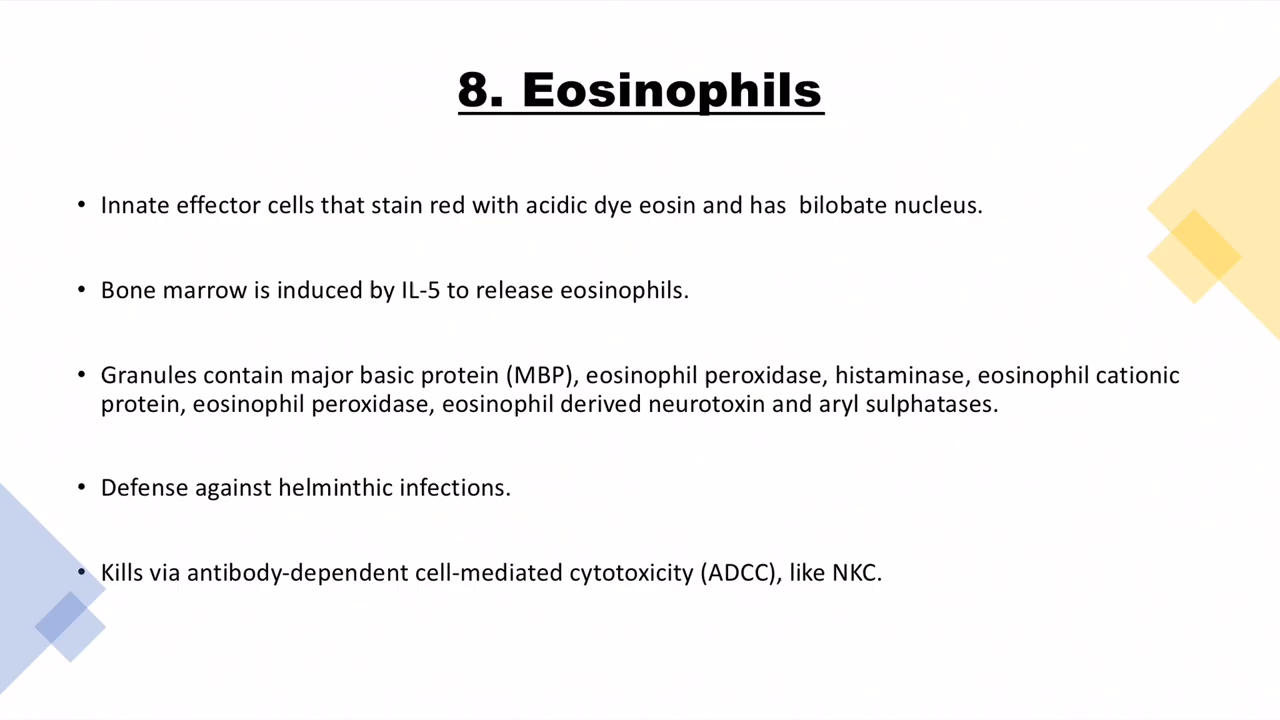 8. Eosinophils
• Innate effector cells that stain red with acidic dye eosin and has  bilobate nucleus.
• Bone marrow is induced by IL-5 to release eosinophils.
• Granules contain major basic protein (MBP), eosinophil peroxidase, histaminase, eosinophil cationic
protein, eosinophil peroxidase, eosinophil derived neurotoxin and aryl sulphatases.
• Defense against helminthic infections.
• Kills via antibody-dependent cell-mediated cytotoxicity (ADCC), like NKC.